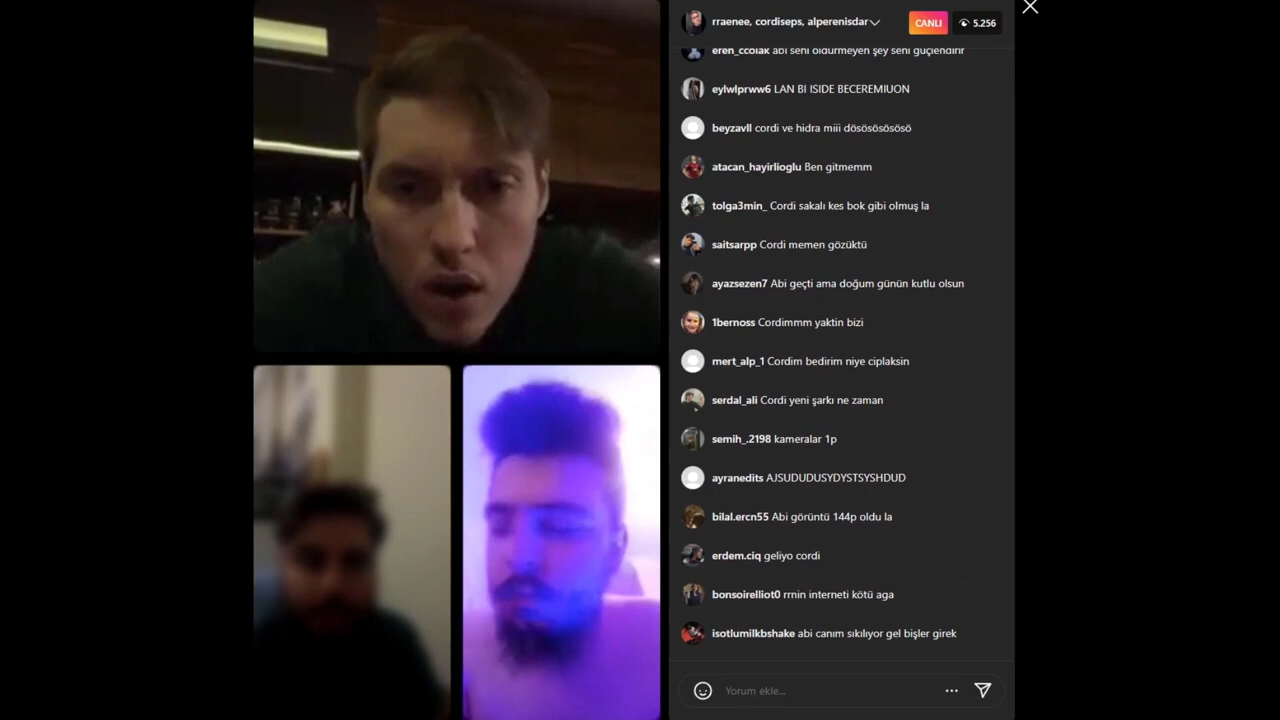 rraenee, cordiseps, alperenisdar
CANLI
5.256
eren_ccolak abi seni öldürmeyen şey seni güçlendirir
eylwlprww6 LAN BI ISIDE BECEREMIUON
beyzavll cordi ve hidra miii dösösösösösö
atacan_hayirlioglu Ben gitmemm
tolga3min_ Cordi sakalı kes bok gibi olmuş la
saitsarpp Cordi memen gözüktü
ayazsezen7 Abi geçti ama doğum günün kutlu olsun
1bernoss Cordimmm yaktin bizi
mert_alp_1 Cordim bedirim niye ciplaksin
serdal_ali Cordi yeni şarkı ne zaman
semih_.2198 kameralar 1p
ayranedits AJSUDUDUSYDYSTSYSHDUD
bilal.ercn55 Abi görüntü 144p oldu la
erdem.ciq geliyo cordi
bonsoirelliot0 rrnin interneti kötü aga
isotlumilkbshake abi canım sıkılıyor gel bişler girek
Yorum ekle...